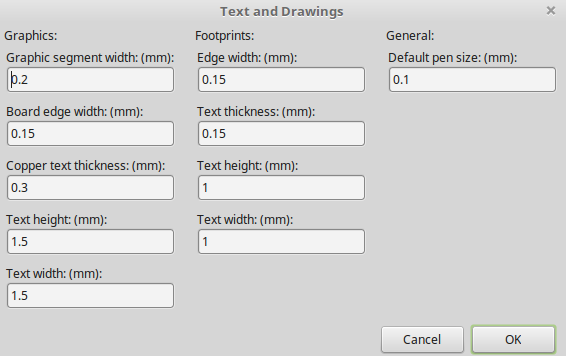 Text and Drawings
Graphics:
Graphic segment width: (mm):
0.2
Board edge width: (mm):
0.15
Copper text thickness: (mm):
0.3
Text height: (mm):
1.5
Text width: (mm):
1.5
Footprints:
Edge width: (mm):
0.15
Text thickness: (mm):
0.15
Text height: (mm):
1
Text width: (mm):
1
General:
Default pen size: (mm):
0.1
Cancel
OK